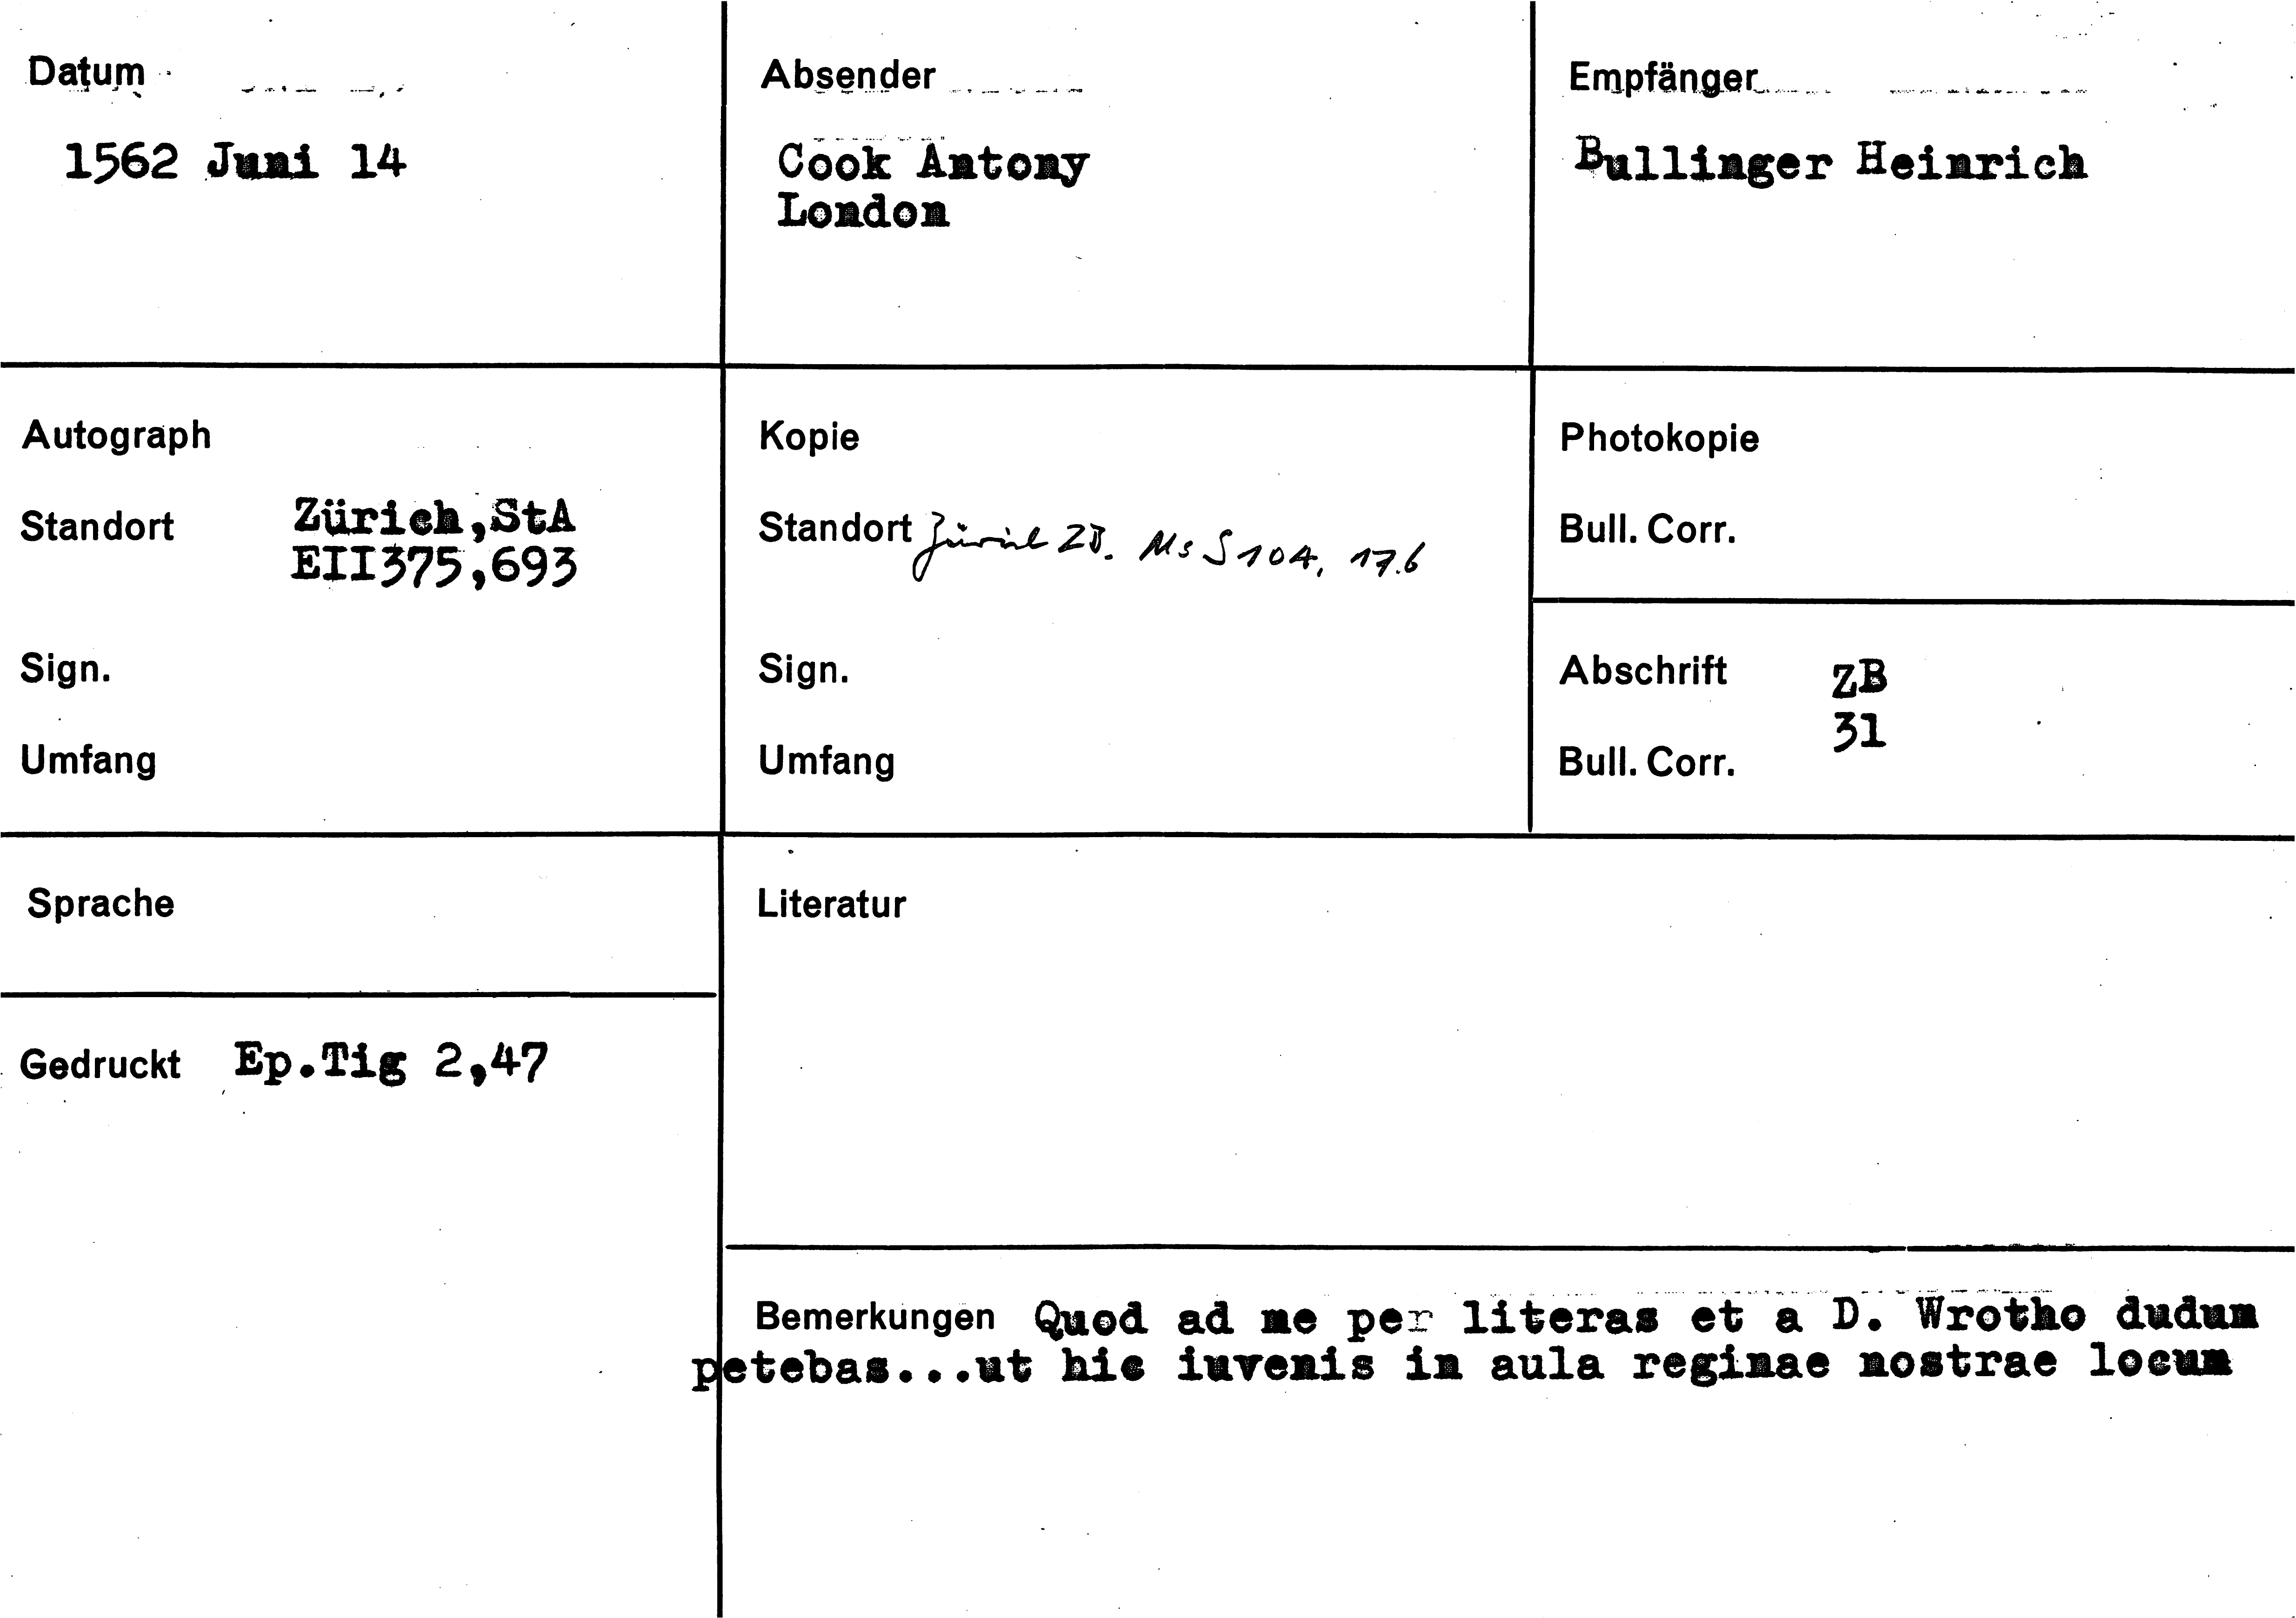 Datum
1562 Juni 14
Absender
Cook Antony
London
Empfänger
Bullinger Heinrich
Autograph
Standort Zürich,StA
EII375,693
Sign.
Umfang
Kopie
Standort Zürich ZB. Ms S 104, 176
Sign.
Umfang
Photokopie
Bull. Corr.
Abschrift ZB
31
Bull. Corr.
Sprache
Literatur
Gedruckt Ep.Tig 2,47
Bemerkungen Quod ad me per literas et a D. Wrotho dudum
petebas...ut hic iuvenis in aula reginae nostrae locum